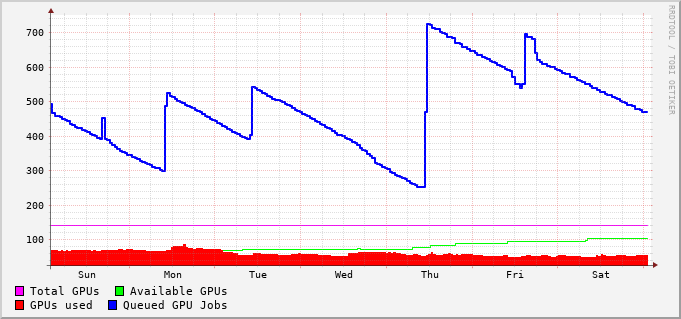 700
600
500
400
300
200
100
Sun Mon Tue Wed Thu Fri Sat
Total GPUs Available GPUs
GPUs used Queued GPU Jobs
RRDTOOL / TOBI OETIKER